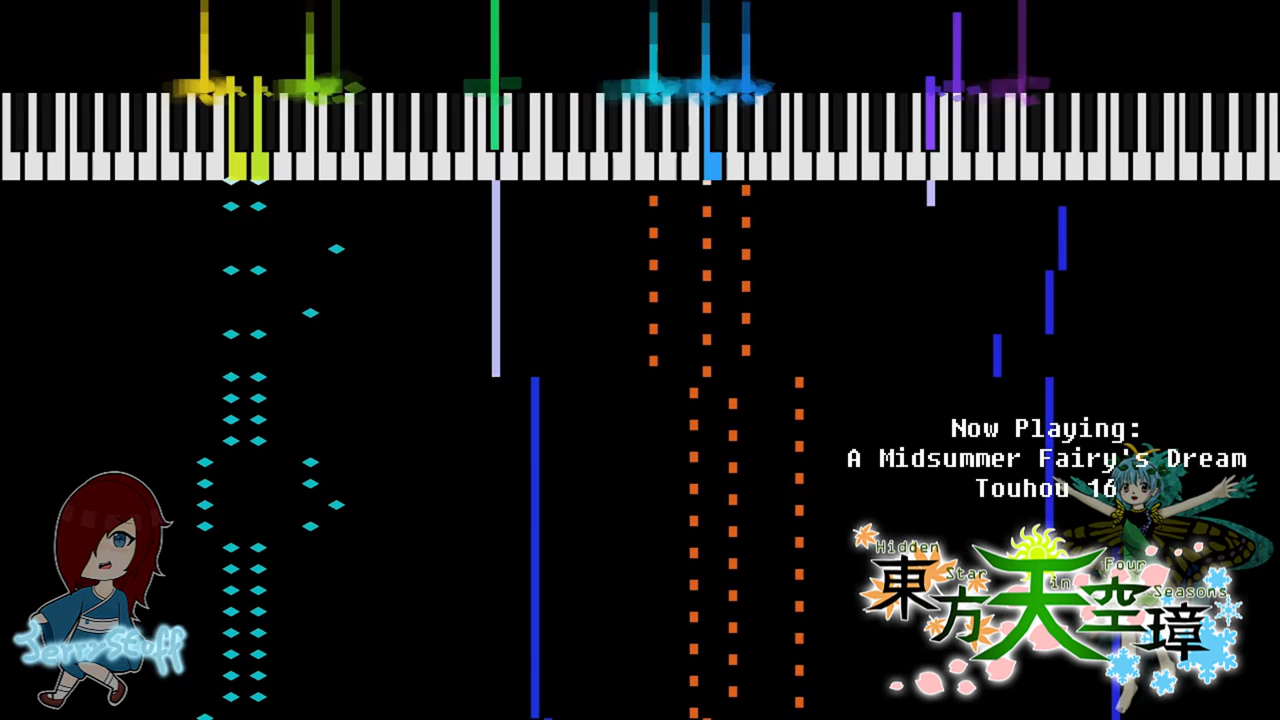 Now Playing:
A Midsummer Fairy's Dream
Touhou 16
Hidden
Star
in
Four
Seasons
東方天空璋
JerryStuff